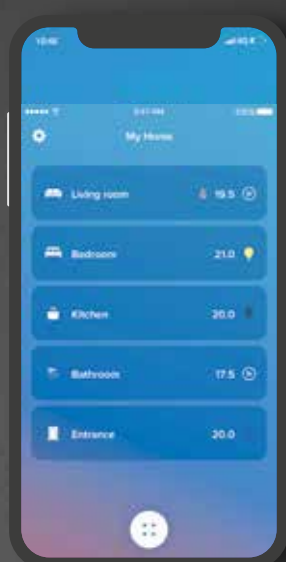 My Home
Living room 19.5
Bedroom 21.0
Kitchen 20.0
Bathroom 17.5
Entrance 20.0